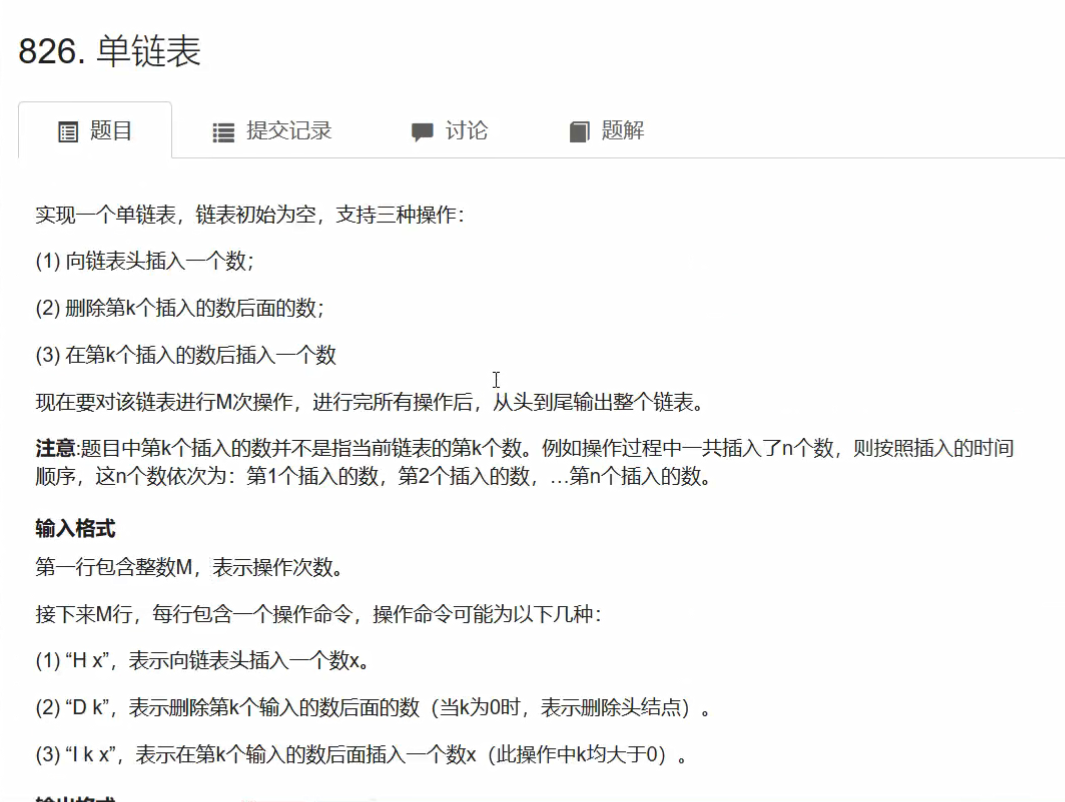 826. 单链表
题目 提交记录 讨论 题解
实现一个单链表，链表初始为空，支持三种操作：
(1) 向链表头插入一个数；
(2) 删除第k个插入的数后面的数；
(3) 在第k个插入的数后插入一个数
现在要对该链表进行M次操作，进行完所有操作后，从头到尾输出整个链表。
注意:题目中第k个插入的数并不是指当前链表的第k个数。例如操作过程中一共插入了n个数，则按照插入的时间
顺序，这n个数依次为：第1个插入的数，第2个插入的数，…第n个插入的数。
输入格式
第一行包含整数M，表示操作次数。
接下来M行，每行包含一个操作命令，操作命令可能为以下几种：
(1) “H x”，表示向链表头插入一个数x。
(2) “D k”，表示删除第k个输入的数后面的数（当k为0时，表示删除头结点）。
(3) “I k x”，表示在第k个输入的数后面插入一个数x（此操作中k均大于0）。